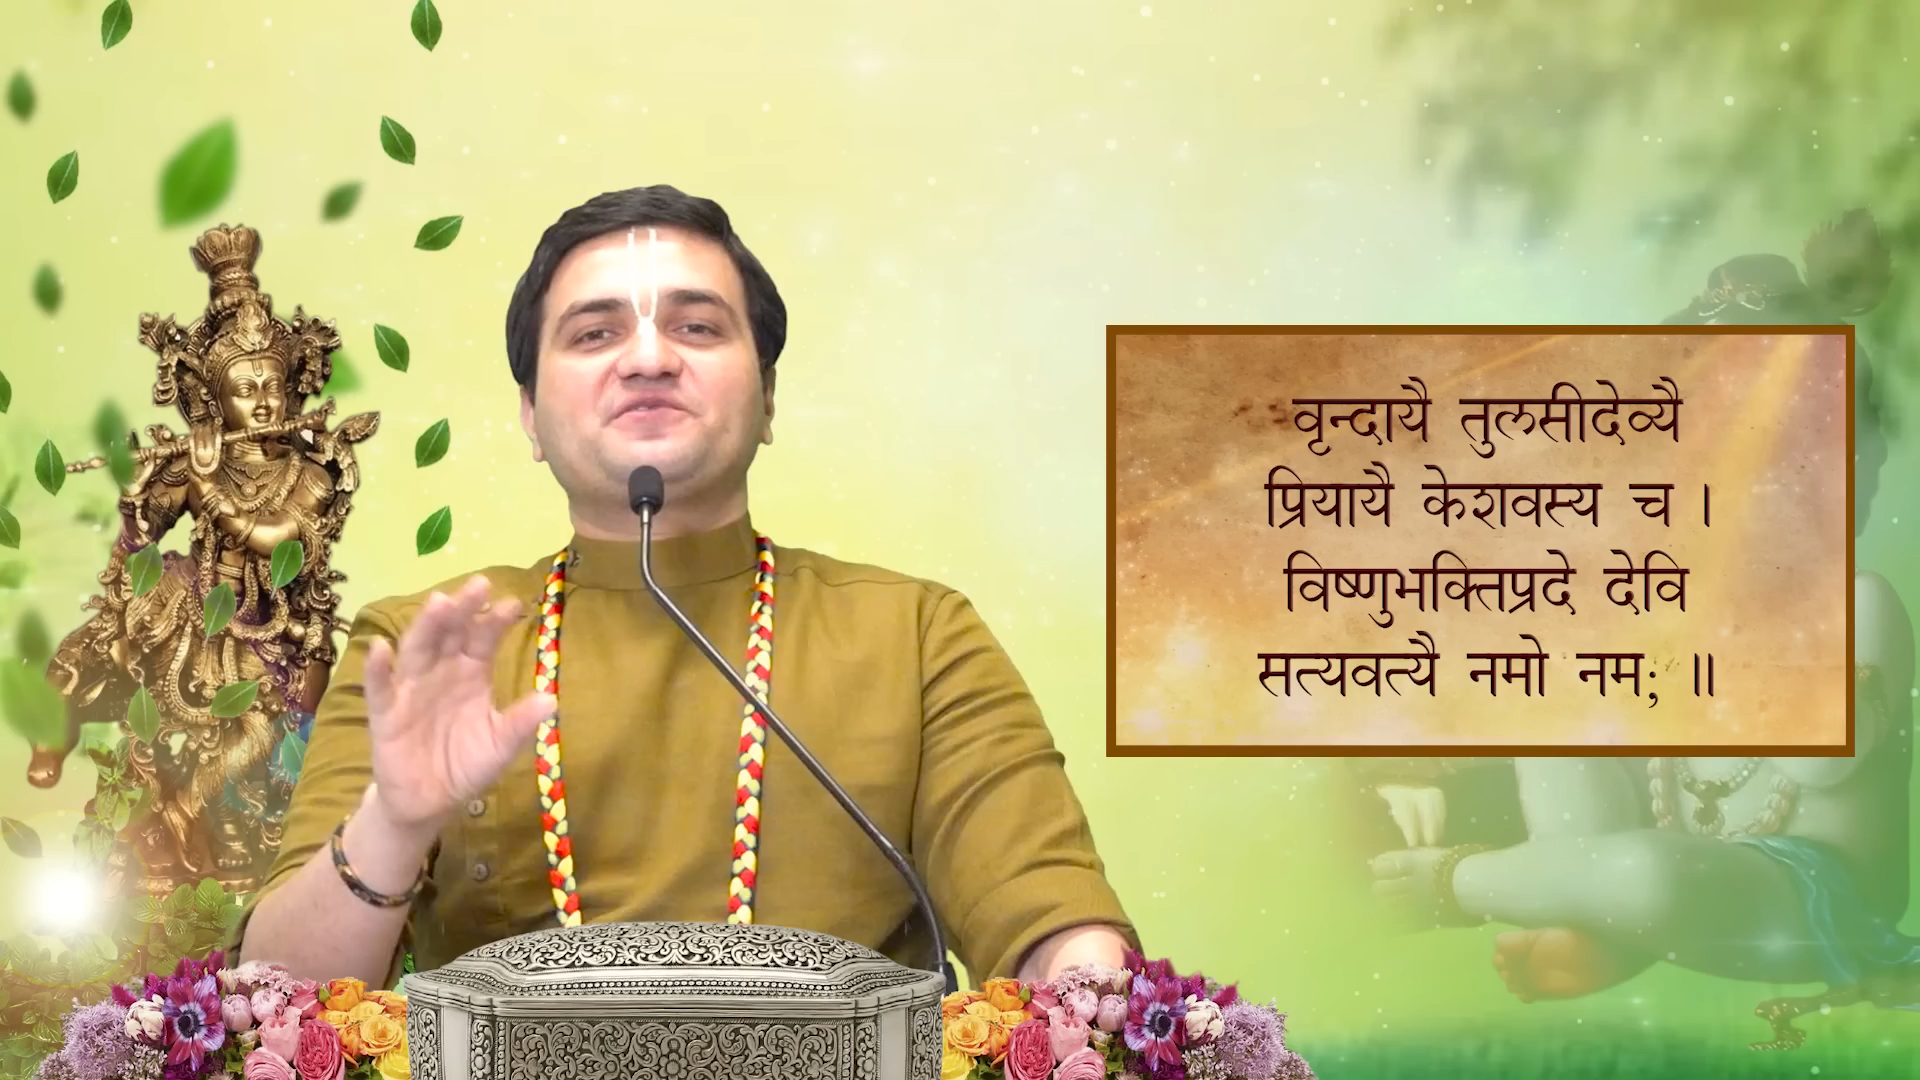 वृन्दायै तुलसीदेव्यै
प्रियायै केशवस्य च ।
विष्णुभक्तिप्रदे देवि
सत्यवत्यै नमो नम; ॥